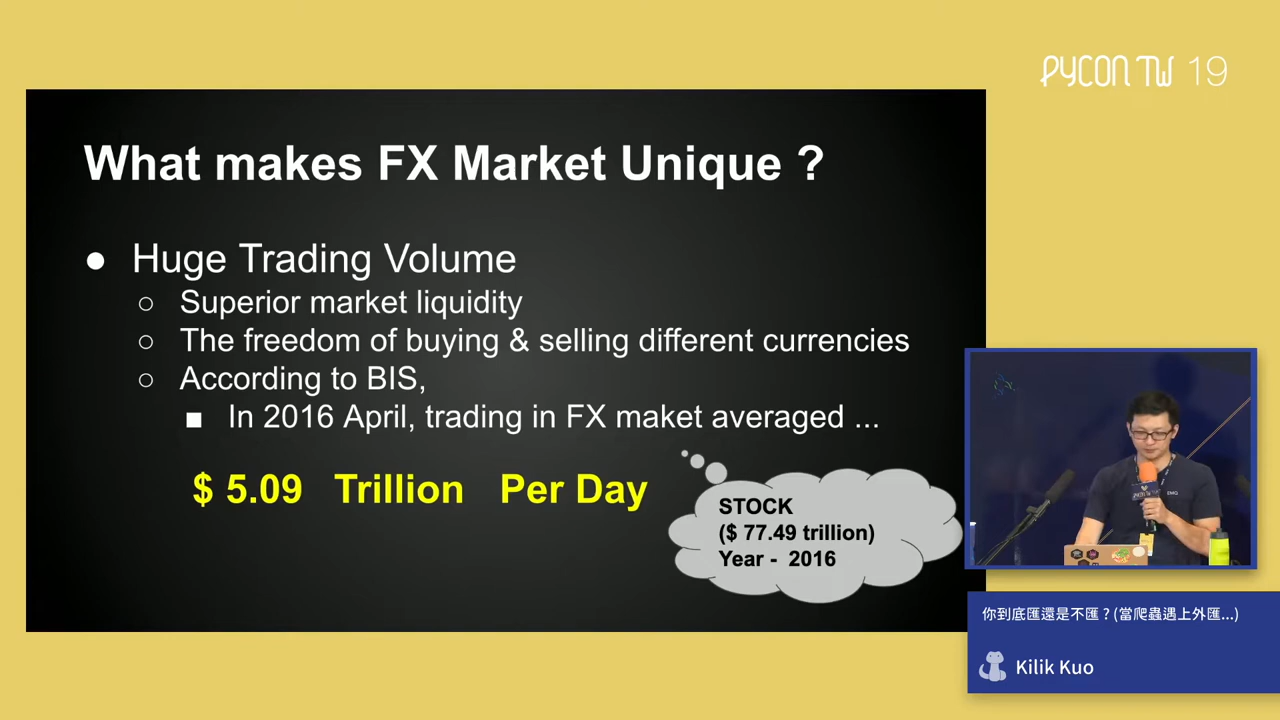 PYCON TW 19
What makes FX Market Unique ?
● Huge Trading Volume
○ Superior market liquidity
○ The freedom of buying & selling different currencies
○ According to BIS,
■ In 2016 April, trading in FX maket averaged ...
$ 5.09 Trillion Per Day
STOCK
($ 77.49 trillion)
Year - 2016
你到底匯還是不匯？(當爬蟲遇上外匯...)
Kilik Kuo